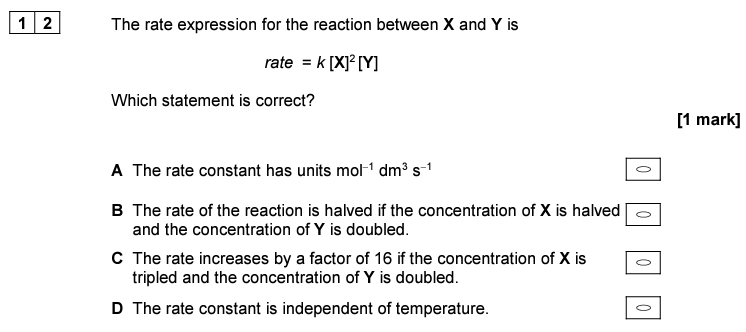 1 2 The rate expression for the reaction between X and Y is
rate = k [X]² [Y]
Which statement is correct?
[1 mark]
A The rate constant has units mol⁻¹ dm³ s⁻¹
B The rate of the reaction is halved if the concentration of X is halved
and the concentration of Y is doubled.
C The rate increases by a factor of 16 if the concentration of X is
tripled and the concentration of Y is doubled.
D The rate constant is independent of temperature.